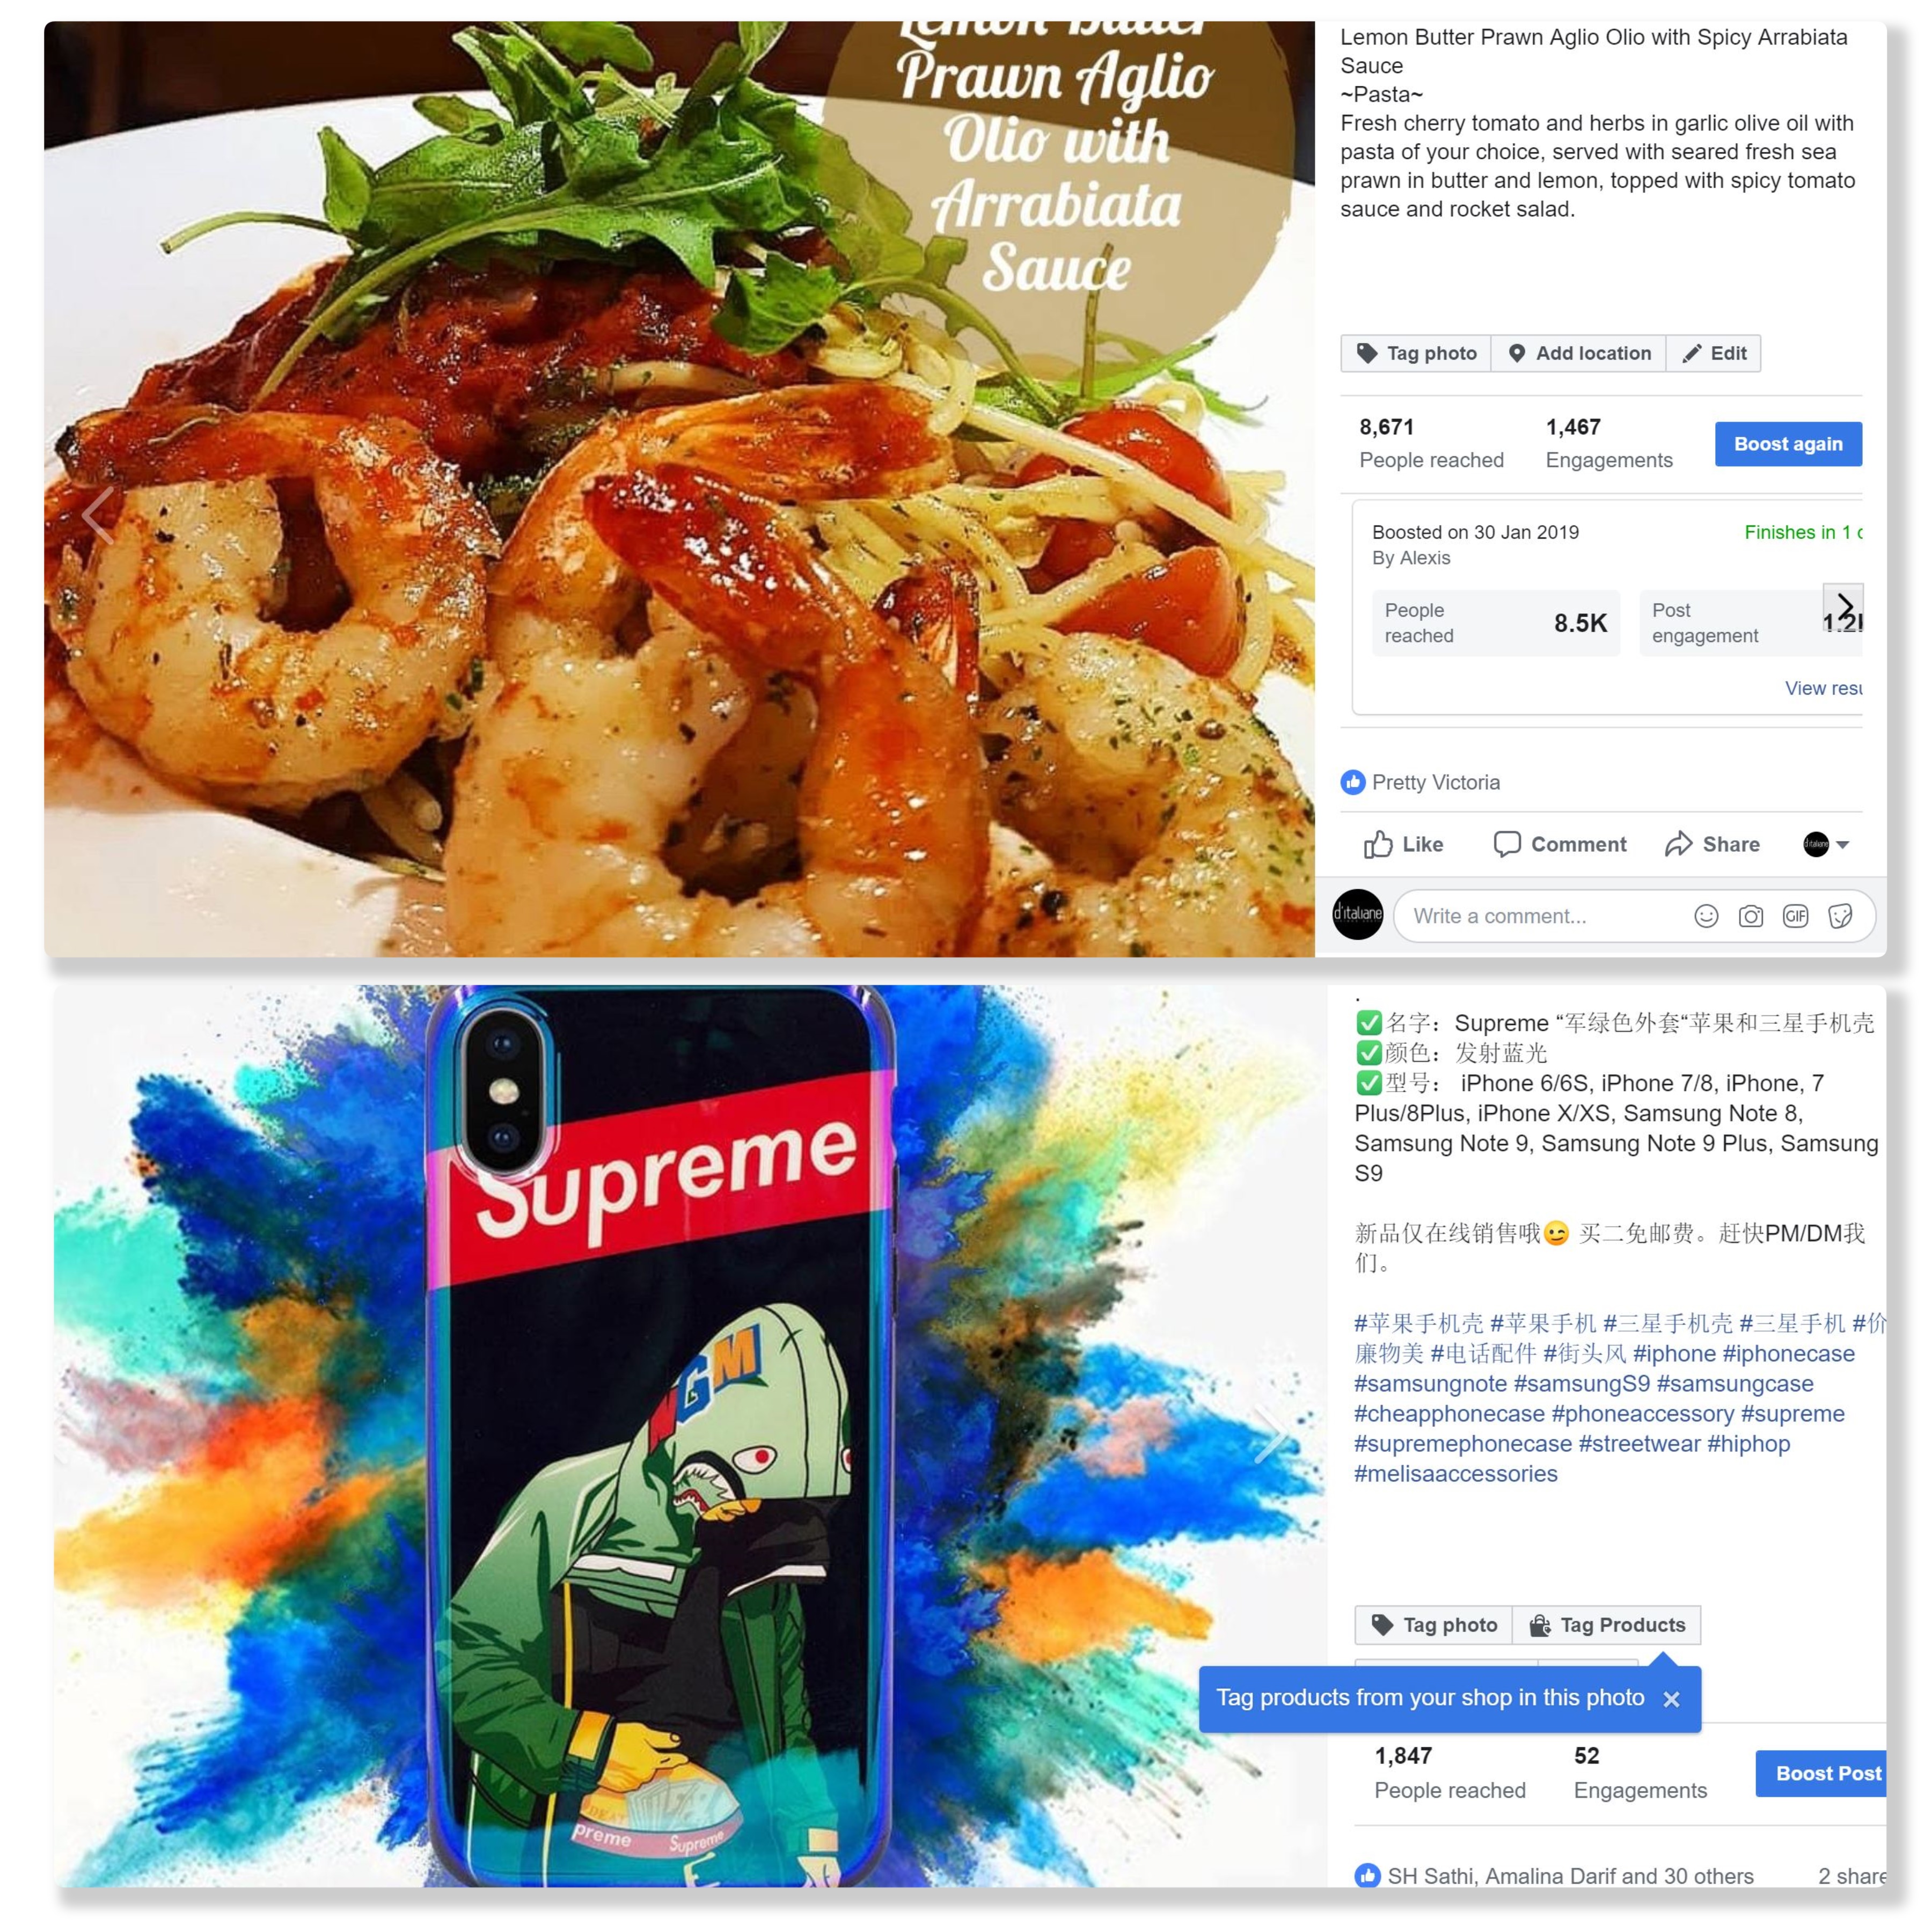 Lemon Butter
Prawn Aglio
Olio with
Arrabiata
Sauce
Lemon Butter Prawn Aglio Olio with Spicy Arrabiata
Sauce
~Pasta~
Fresh cherry tomato and herbs in garlic olive oil with
pasta of your choice, served with seared fresh sea
prawn in butter and lemon, topped with spicy tomato
sauce and rocket salad.
Tag photo Add location Edit
8,671 1,467
People reached Engagements
Boost again
Boosted on 30 Jan 2019 Finishes in 1
By Alexis
People reached 8.5K Post engagement
View
Pretty Victoria
Like Comment Share
d'italiane Write a comment... GIF
Supreme
GM
preme Supreme
✅名字：Supreme “军绿色外套“苹果和三星手机壳
✅颜色：发射蓝光
✅型号： iPhone 6/6S, iPhone 7/8, iPhone, 7
Plus/8Plus, iPhone X/XS, Samsung Note 8,
Samsung Note 9, Samsung Note 9 Plus, Samsung
S9
新品仅在线销售哦😉 买二免邮费。赶快PM/DM我
们。
#苹果手机壳 #苹果手机 #三星手机壳 #三星手机 #价
廉物美 #电话配件 #街头风 #iphone #iphonecase
#samsungnote #samsungS9 #samsungcase
#cheapphonecase #phoneaccessory #supreme
#supremephonecase #streetwear #hiphop
#melisaaccessories
Tag photo Tag Products
Tag products from your shop in this photo
1,847 52
People reached Engagements
Boost Post
SH Sathi, Amalina Darif and 30 others 2 share